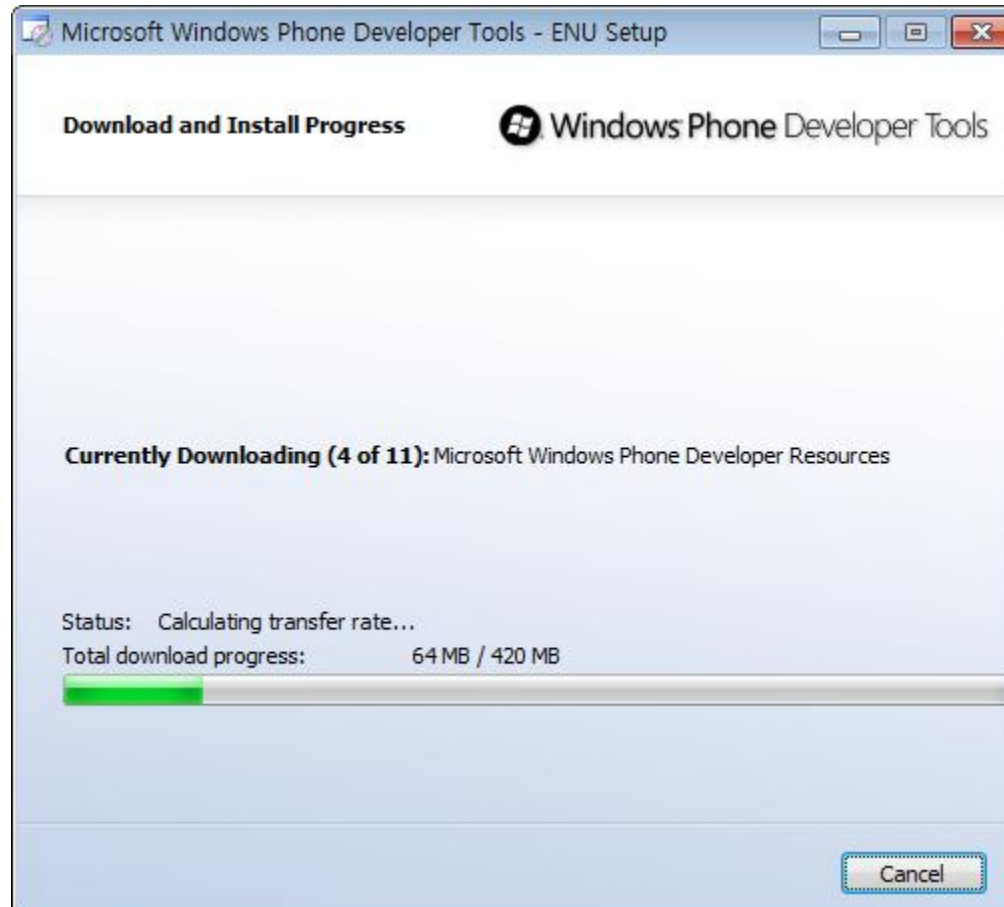 Microsoft Windows Phone Developer Tools - ENU Setup
Download and Install Progress
Windows Phone Developer Tools
Currently Downloading (4 of 11): Microsoft Windows Phone Developer Resources
Status: Calculating transfer rate...
Total download progress: 64 MB / 420 MB
Cancel